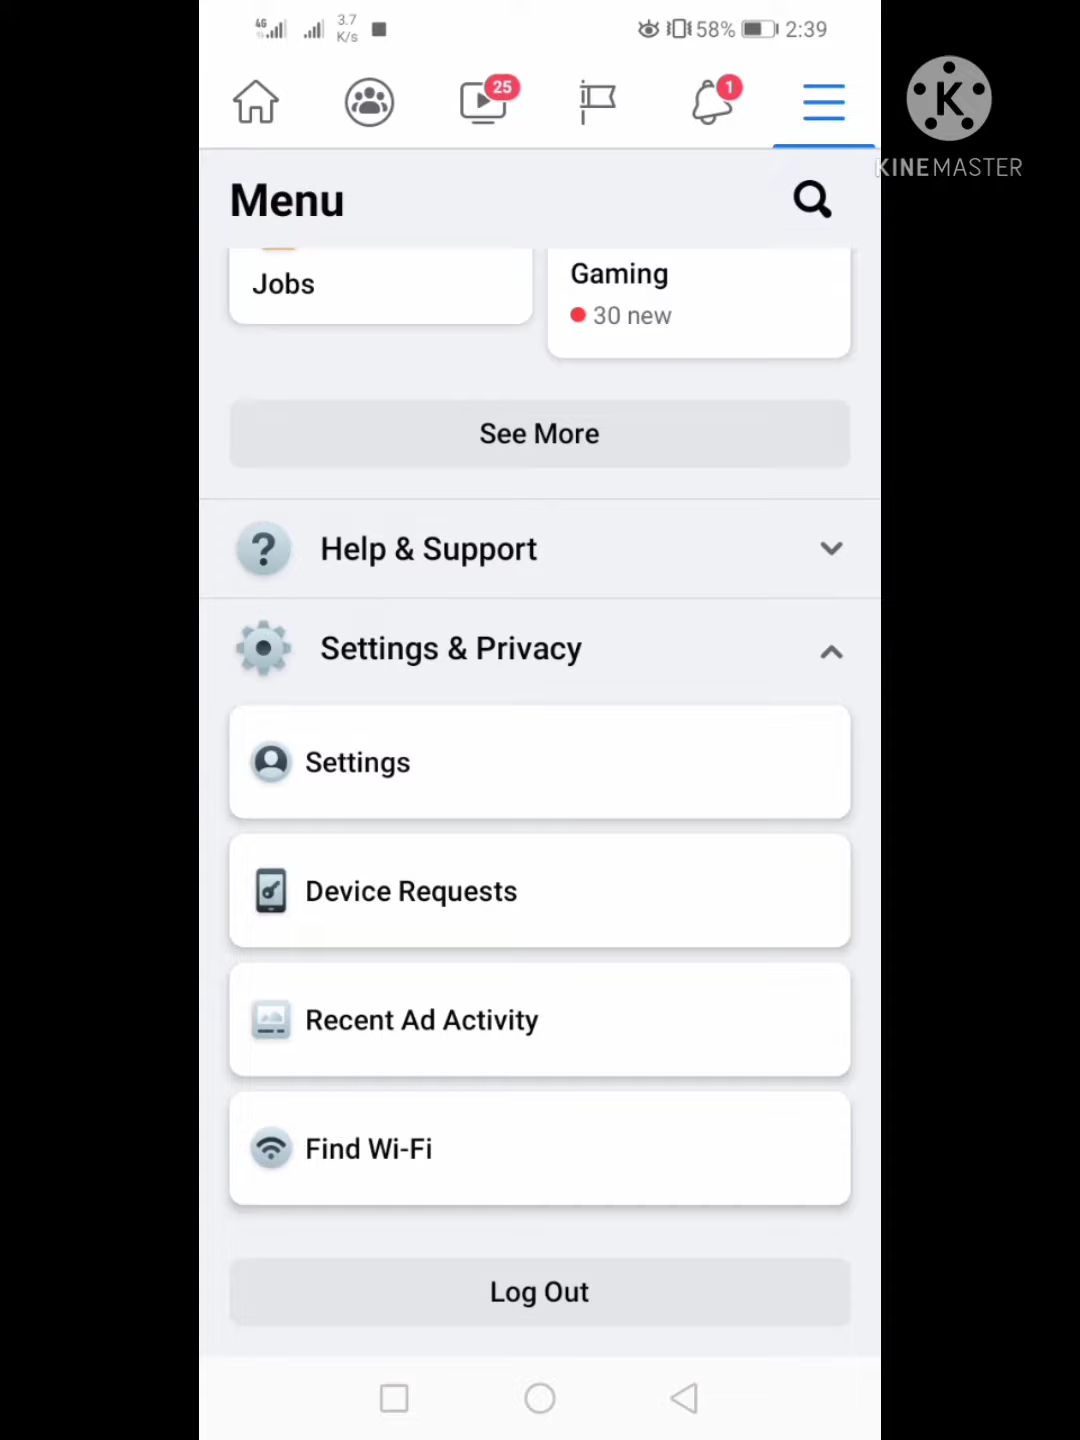 4G
3.7
K/s
58%
2:39
25
1
K
KINEMASTER
Menu
Jobs
Gaming
30 new
See More
? Help & Support
Settings & Privacy
Settings
Device Requests
Recent Ad Activity
Find Wi-Fi
Log Out